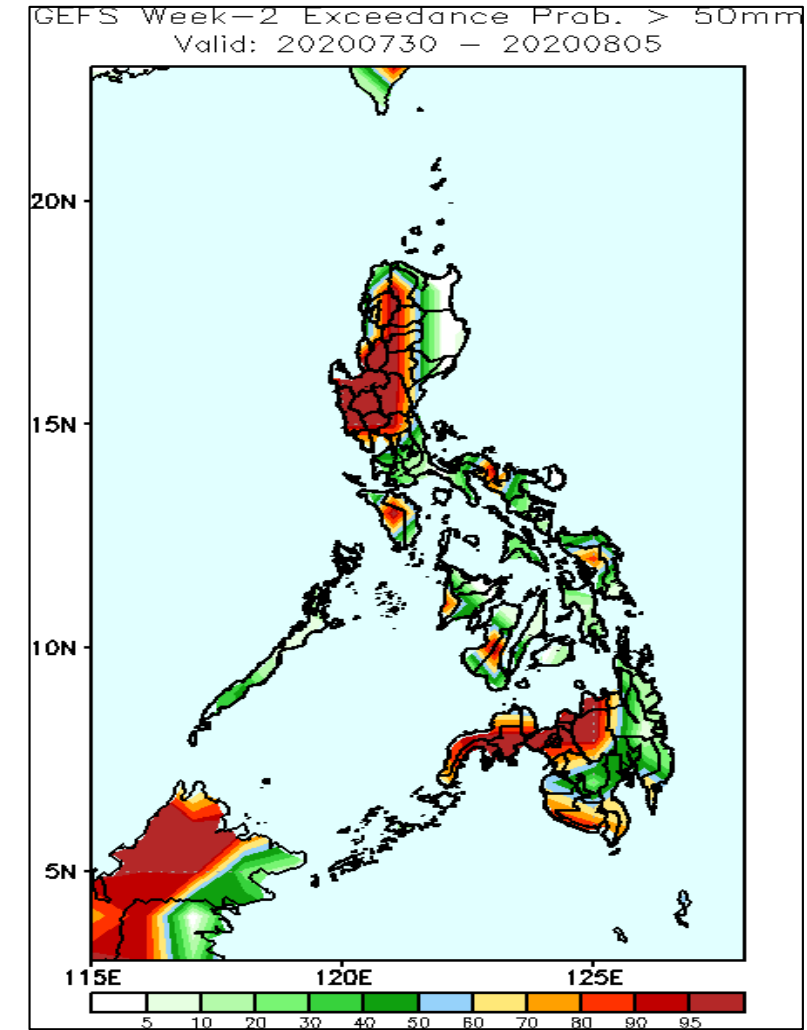 GEFS Week-2 Exceedance Prob. > 50mm
Valid: 20200730 - 20200805
20N
15N
10N
5N
115E 120E 125E
5 10 20 30 40 50 60 70 80 90 95